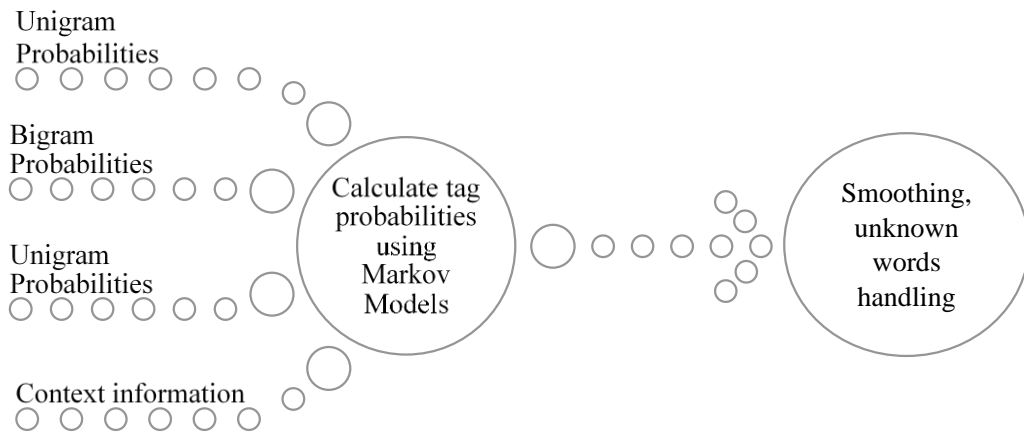 Unigram
Probabilities
Bigram
Probabilities
Unigram
Probabilities
Context information
Calculate tag
probabilities
using
Markov
Models
Smoothing,
unknown
words
handling